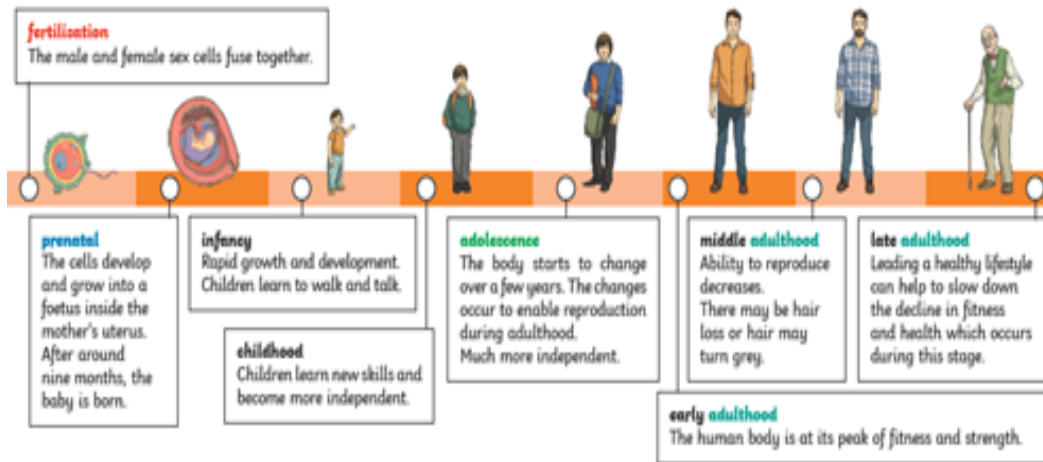 fertilisation
The male and female sex cells fuse together.
prenatal
The cells develop
and grow into a
foetus inside the
mother's uterus.
After around
nine months, the
baby is born.
infancy
Rapid growth and development.
Children learn to walk and talk.
childhood
Children learn new skills and
become more independent.
adolescence
The body starts to change
over a few years. The changes
occur to enable reproduction
during adulthood.
Much more independent.
early adulthood
The human body is at its peak of fitness and strength.
middle adulthood
Ability to reproduce
decreases.
There may be hair
loss or hair may
turn grey.
late adulthood
Leading a healthy lifestyle
can help to slow down
the decline in fitness
and health which occurs
during this stage.